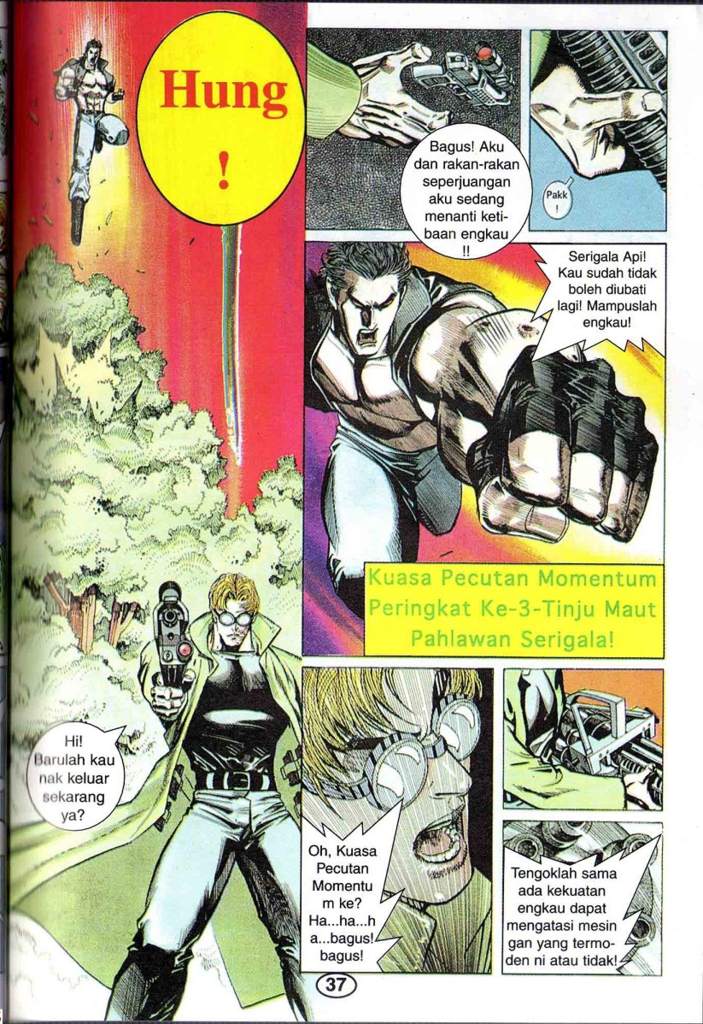 Hung
!
Bagus! Aku
dan rakan-rakan
seperjuangan
aku sedang
menanti keti-
baan engkau
!!
Pakk
!
Serigala Api!
Kau sudah tidak
boleh diubati
lagi! Mampuslah
engkau!
Kuasa Pecutan Momentum
Peringkat Ke-3-Tinju Maut
Pahlawan Serigala!
Hi!
Barulah kau
nak keluar
sekarang
ya?
Oh, Kuasa
Pecutan
Momentu
m ke?
Ha...ha...h
a...bagus!
bagus!
Tengoklah sama
ada kekuatan
engkau dapat
mengatasi mesin
gan yang termo-
den ni atau tidak!
37